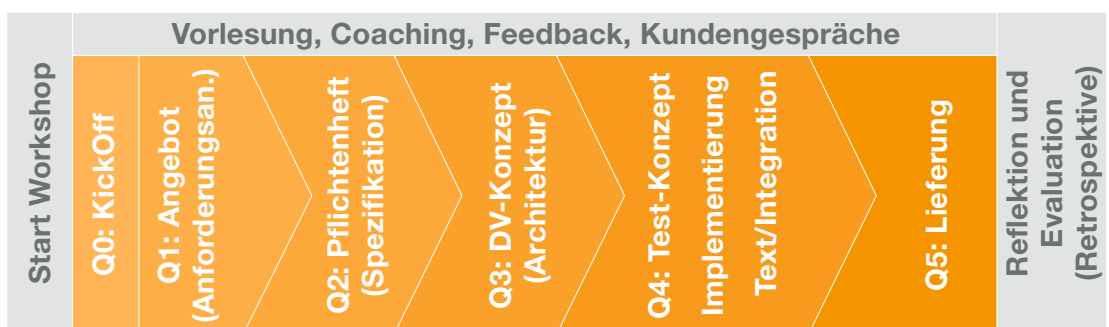 Vorlesung, Coaching, Feedback, Kundengespräche
Start Workshop
Q0: KickOff
Q1: Angebot
(Anforderungsan.)
Q2: Pflichtenheft
(Spezifikation)
Q3: DV-Konzept
(Architektur)
Q4: Test-Konzept
Implementierung
Text/Integration
Q5: Lieferung
Reflektion und
Evaluation
(Retrospektive)